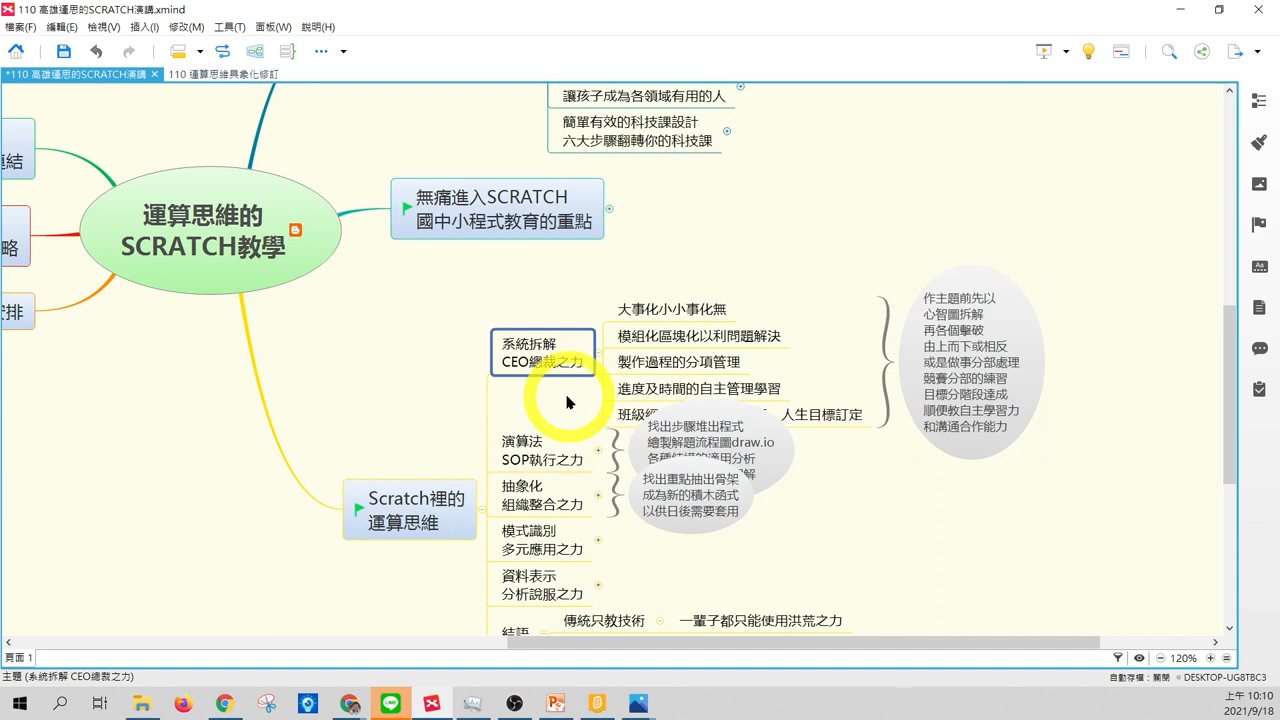 110 高雄運思的SCRATCH演講.xmind
檔案(F) 編輯(E) 檢視(V) 插入(I) 修改(M) 工具(T) 面板(W) 說明(H)
*110 高雄運思的SCRATCH演講
110 運算思維具象化修訂
讓孩子成為各領域有用的人
簡單有效的科技課設計
六大步驟翻轉你的科技課
連結
略
安排
運算思維的
SCRATCH教學
無痛進入SCRATCH
國中小程式教育的重點
Scratch裡的
運算思維
系統拆解
CEO總裁之力
大事化小小事化無
模組化區塊化以利問題解決
製作過程的分項管理
進度及時間的自主管理學習
班級
人生目標訂定
作主題前先以
心智圖拆解
再各個擊破
由上而下或相反
或是做事分部處理
競賽分部的練習
目標分階段達成
順便教自主學習力
和溝通合作能力
演算法
SOP執行之力
找出步驟堆出程式
繪製解題流程圖draw.io
各種結構的適用分析
解
抽象化
組織整合之力
找出重點抽出骨架
成為新的積木函式
以供日後需要套用
模式識別
多元應用之力
資料表示
分析說服之力
結語
傳統只教技術
一輩子都只能使用洪荒之力
頁面 1
120%
主題 (系統拆解 CEO總裁之力)
自動存檔：關閉
DESKTOP-UG8TBC3
上午 10:10
2021/9/18